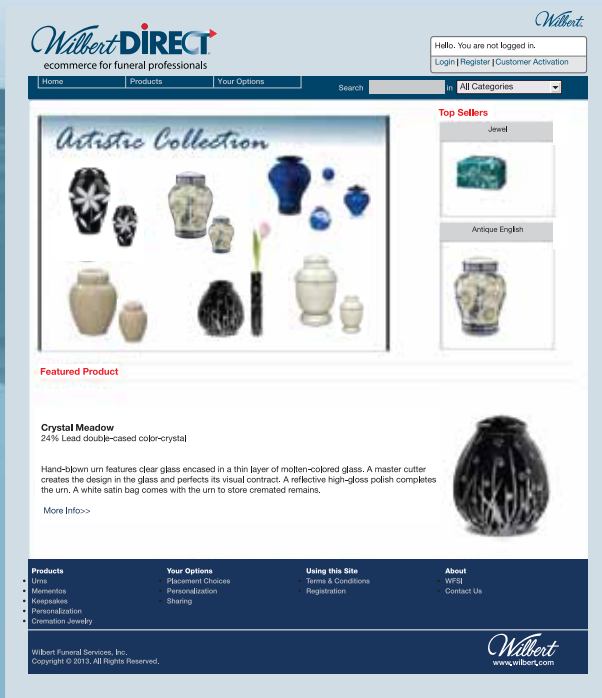 Wilbert
Wilbert DIRECT
ecommerce for funeral professionals
Hello. You are not logged in.
Login | Register | Customer Activation
Home Products Your Options Search in All Categories
Artistic Collection
Top Sellers
Jewel
Antique English
Featured Product
Crystal Meadow
24% Lead double-cased color-crystal
Hand-blown urn features clear glass encased in a thin layer of molten-colored glass. A master cutter
creates the design in the glass and perfects its visual contract. A reflective high-gloss polish completes
the urn. A white satin bag comes with the urn to store cremated remains.
More Info>>
Products
• Urns
• Mementos
• Keepsakes
• Personalization
• Cremation Jewelry
Your Options
• Placement Choices
• Personalization
• Sharing
Using this Site
• Terms & Conditions
• Registration
About
• WFSI
• Contact Us
Wilbert Funeral Services, Inc.
Copyright © 2013. All Rights Reserved.
Wilbert
www.wilbert.com